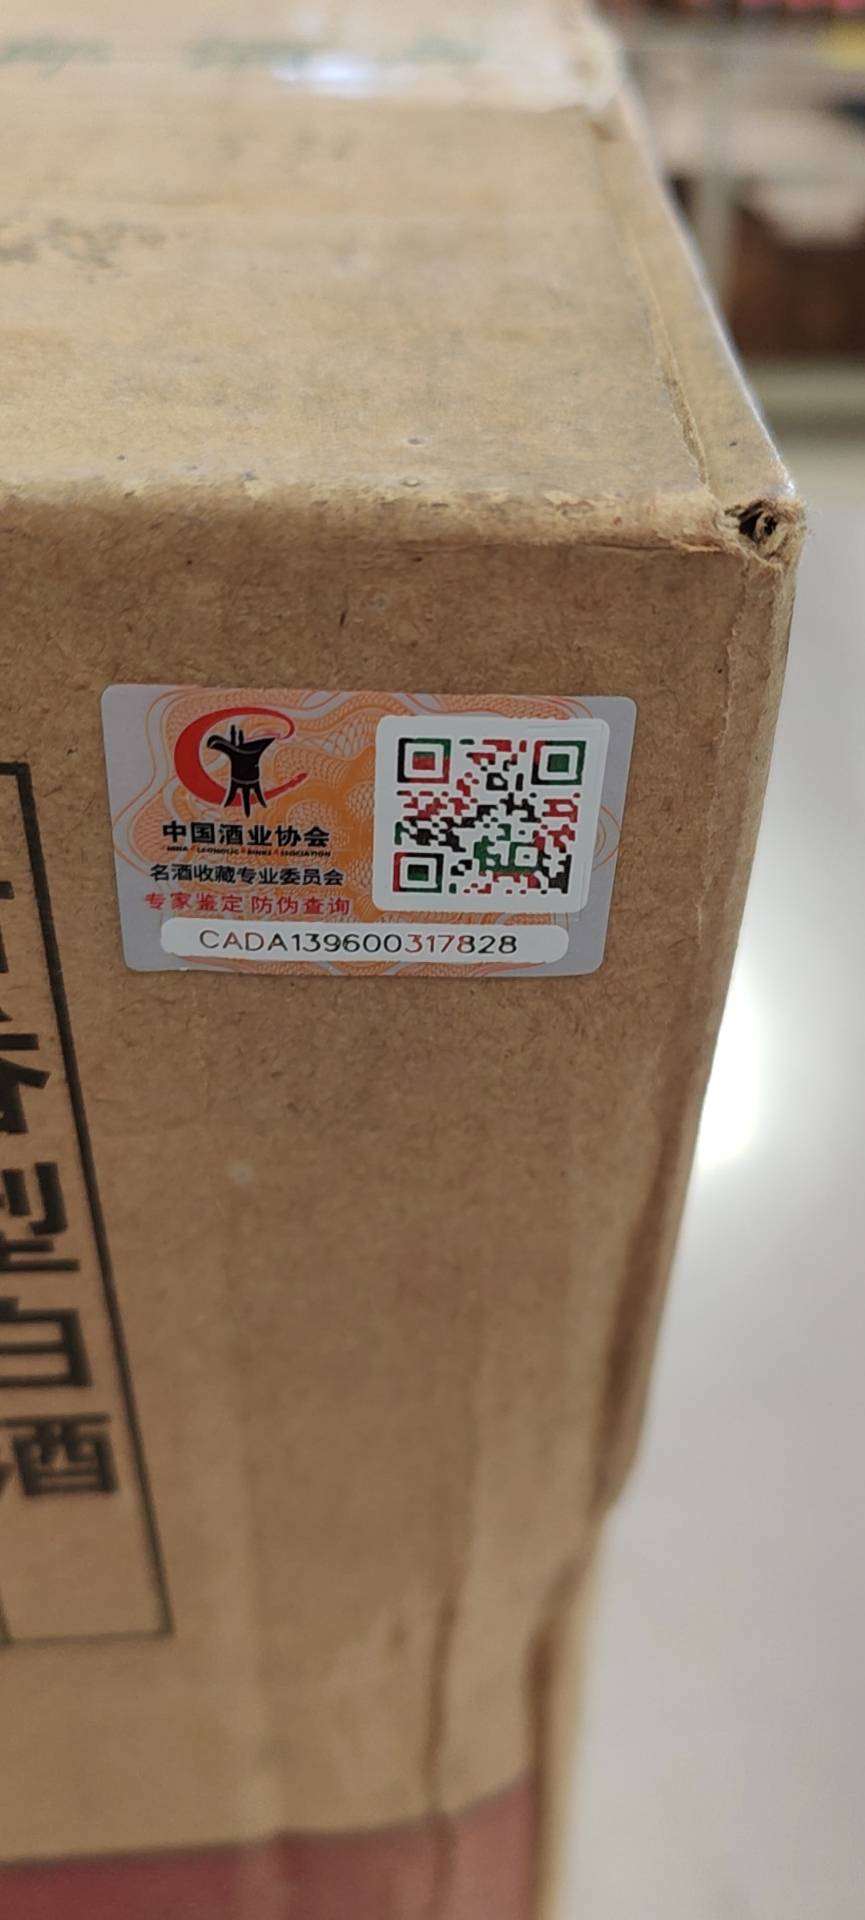 中国酒业协会
名酒收藏专业委员会
专家鉴定 防伪查询
CADA139600317828
型白酒